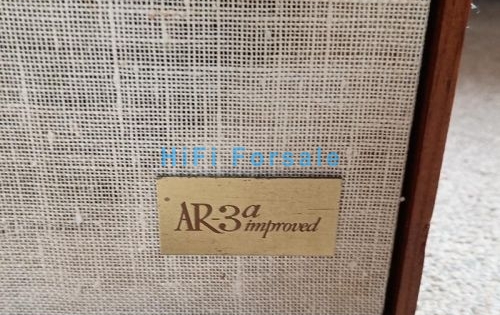 HiFi Forsale
AR-3a improved